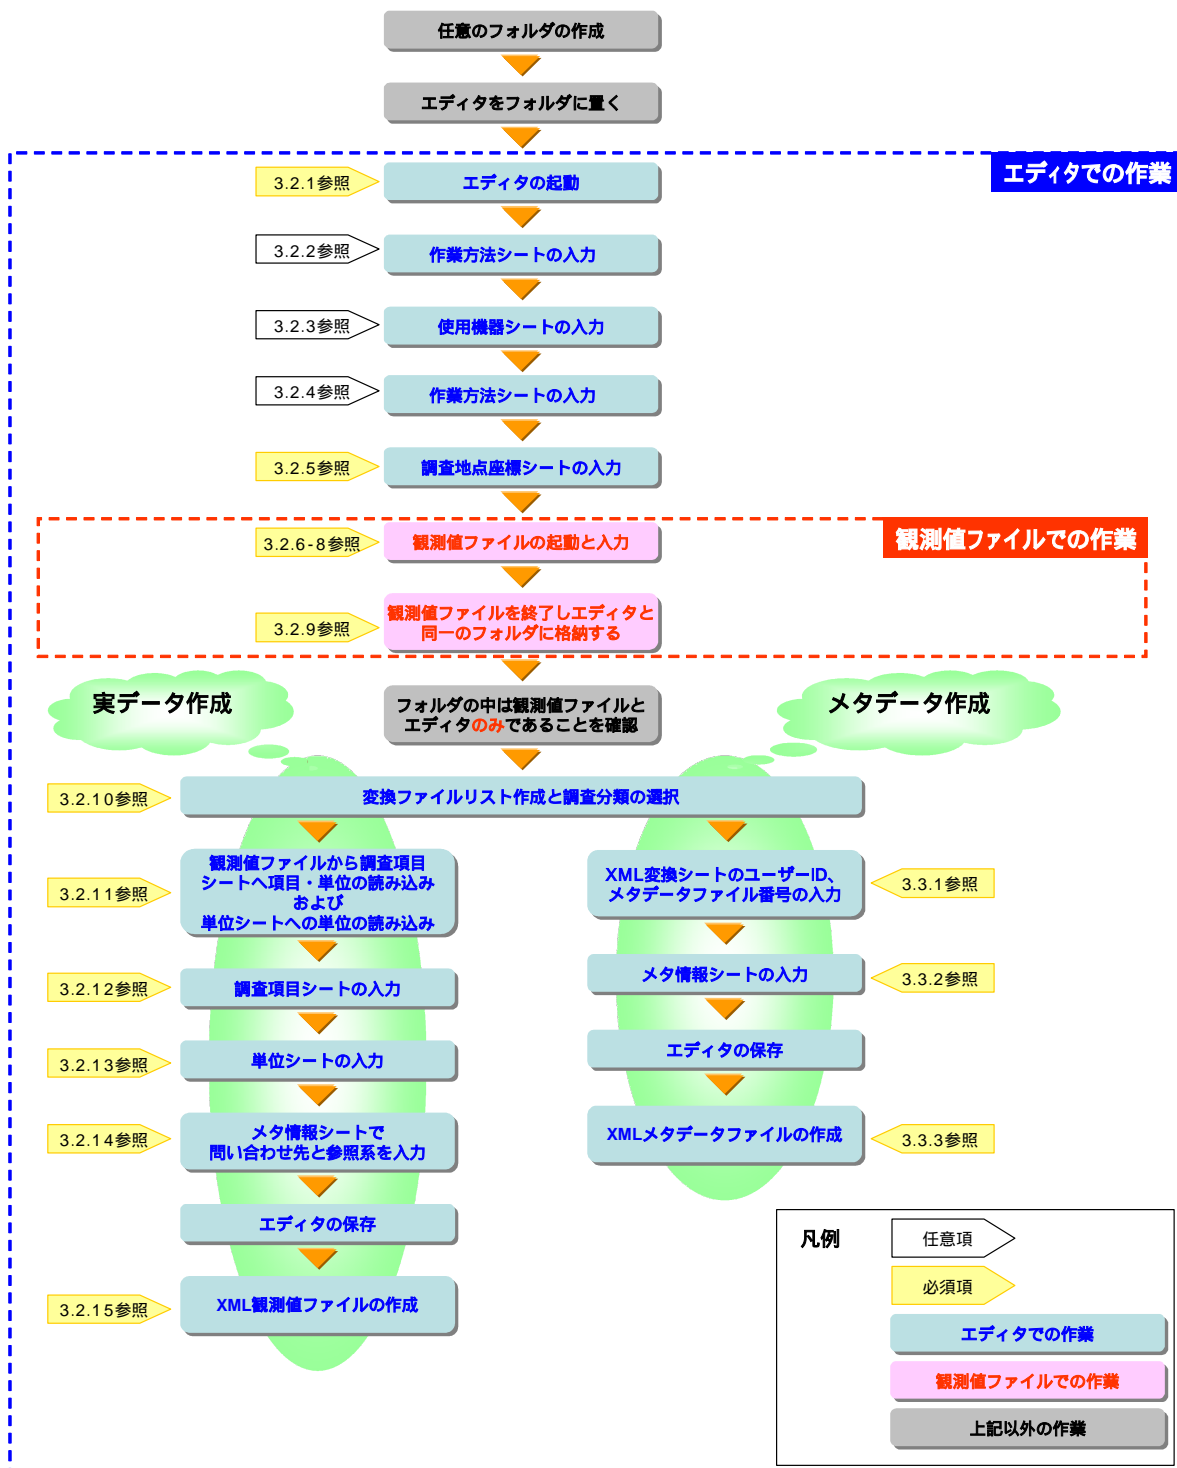 任意のフォルダの作成
エディタをフォルダに置く
エディタでの作業
3.2.1参照
エディタの起動
3.2.2参照
作業方法シートの入力
3.2.3参照
使用機器シートの入力
3.2.4参照
作業方法シートの入力
3.2.5参照
調査地点座標シートの入力
観測値ファイルでの作業
3.2.6-8参照
観測値ファイルの起動と入力
3.2.9参照
観測値ファイルを終了しエディタと
同一のフォルダに格納する
フォルダの中は観測値ファイルと
エディタのみであることを確認
実データ作成
メタデータ作成
3.2.10参照
変換ファイルリスト作成と調査分類の選択
3.2.11参照
観測値ファイルから調査項目
シートへ項目・単位の読み込み
および
単位シートへの単位の読み込み
3.2.12参照
調査項目シートの入力
3.2.13参照
単位シートの入力
3.2.14参照
メタ情報シートで
問い合わせ先と参照系を入力
エディタの保存
3.2.15参照
XML観測値ファイルの作成
XML変換シートのユーザーID、
メタデータファイル番号の入力
3.3.1参照
メタ情報シートの入力
3.3.2参照
エディタの保存
XMLメタデータファイルの作成
3.3.3参照
凡例
任意項
必須項
エディタでの作業
観測値ファイルでの作業
上記以外の作業